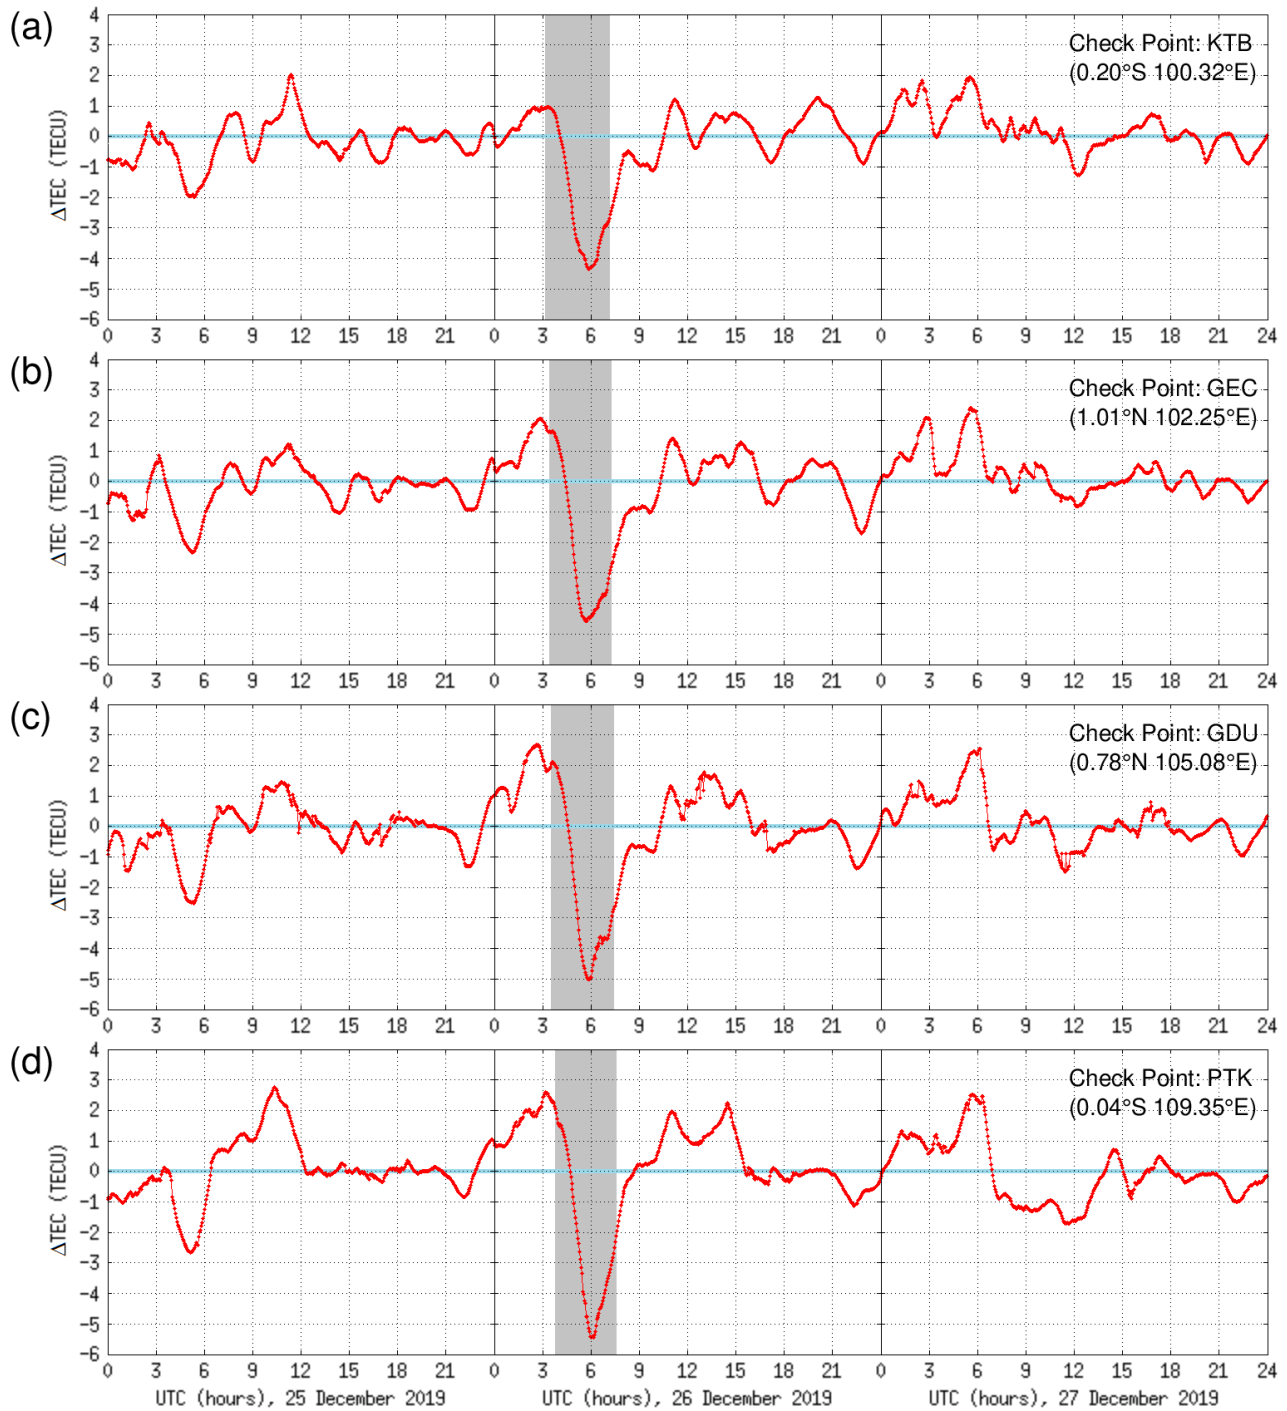 (a)
4
3
2
1
0
-1
-2
-3
-4
-5
-6
ΔTEC (TECU)
Check Point: KTB
(0.20°S 100.32°E)
0 3 6 9 12 15 18 21 0 3 6 9 12 15 18 21 0 3 6 9 12 15 18 21 24
(b)
4
3
2
1
0
-1
-2
-3
-4
-5
-6
ΔTEC (TECU)
Check Point: GEC
(1.01°N 102.25°E)
0 3 6 9 12 15 18 21 0 3 6 9 12 15 18 21 0 3 6 9 12 15 18 21 24
(c)
4
3
2
1
0
-1
-2
-3
-4
-5
-6
ΔTEC (TECU)
Check Point: GDU
(0.78°N 105.08°E)
0 3 6 9 12 15 18 21 0 3 6 9 12 15 18 21 0 3 6 9 12 15 18 21 24
(d)
4
3
2
1
0
-1
-2
-3
-4
-5
-6
ΔTEC (TECU)
Check Point: PTK
(0.04°S 109.35°E)
0 3 6 9 12 15 18 21 0 3 6 9 12 15 18 21 0 3 6 9 12 15 18 21 24
UTC (hours), 25 December 2019 UTC (hours), 26 December 2019 UTC (hours), 27 December 2019